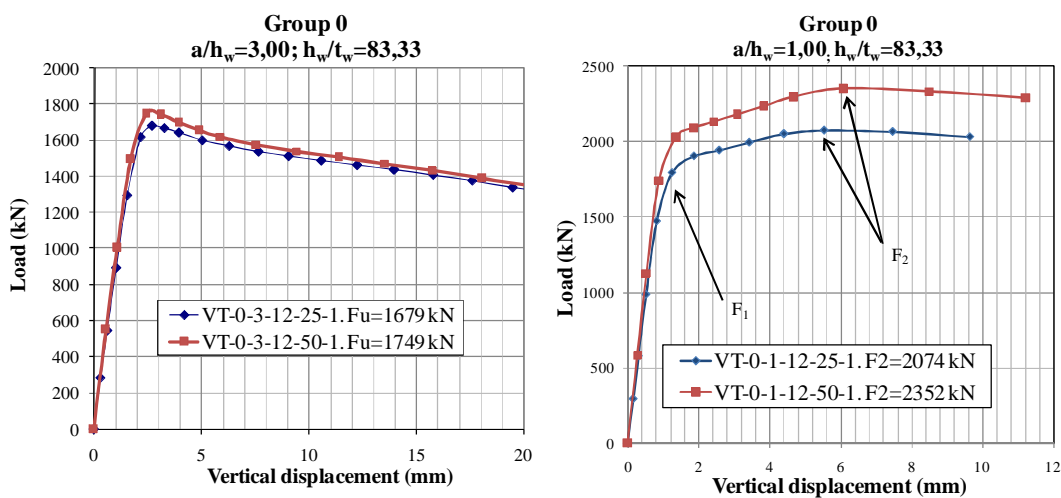 Group 0
a/hw=3,00; hw/tw=83,33
2000
1800
1600
1400
1200
1000
800
600
400
200
0
Load (kN)
VT-0-3-12-25-1. Fu=1679 kN
VT-0-3-12-50-1. Fu=1749 kN
0 5 10 15 20
Vertical displacement (mm)
Group 0
a/hw=1,00, hw/tw=83,33
2500
2000
1500
1000
500
0
Load (kN)
F1
F2
VT-0-1-12-25-1. F2=2074 kN
VT-0-1-12-50-1. F2=2352 kN
0 2 4 6 8 10 12
Vertical displacement (mm)